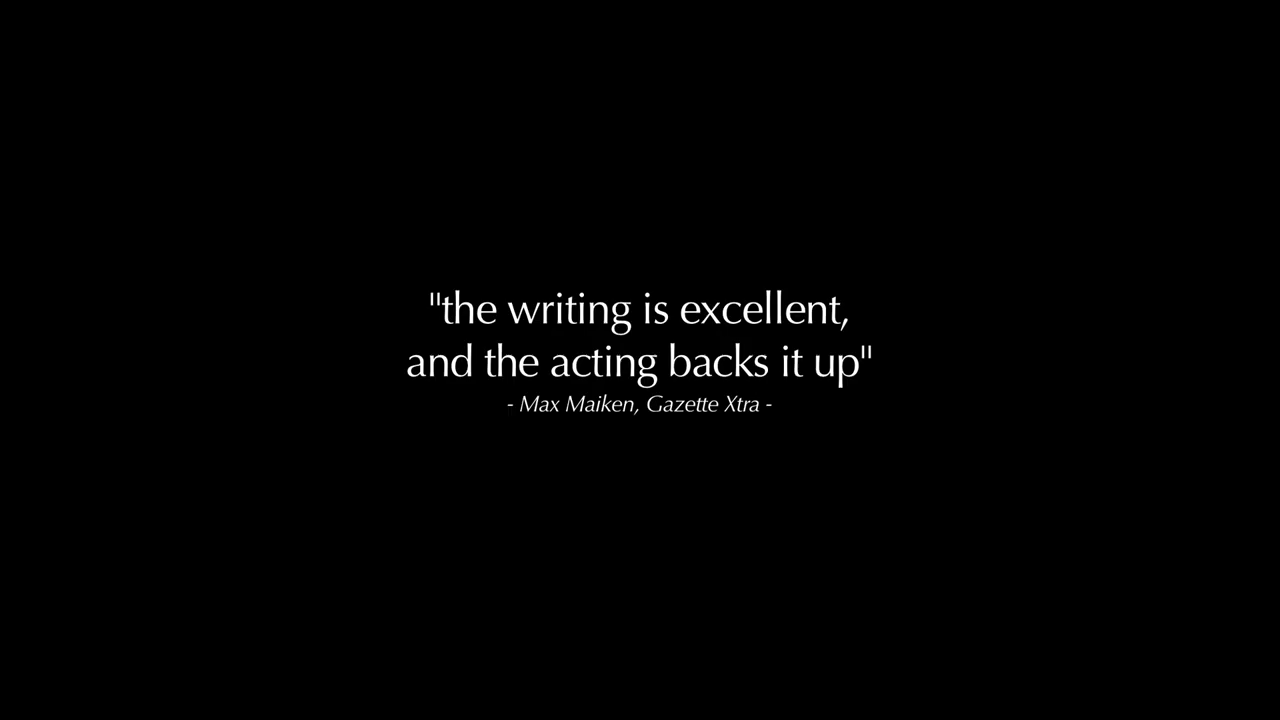 "the writing is excellent,
and the acting backs it up"
- Max Maiken, Gazette Xtra -